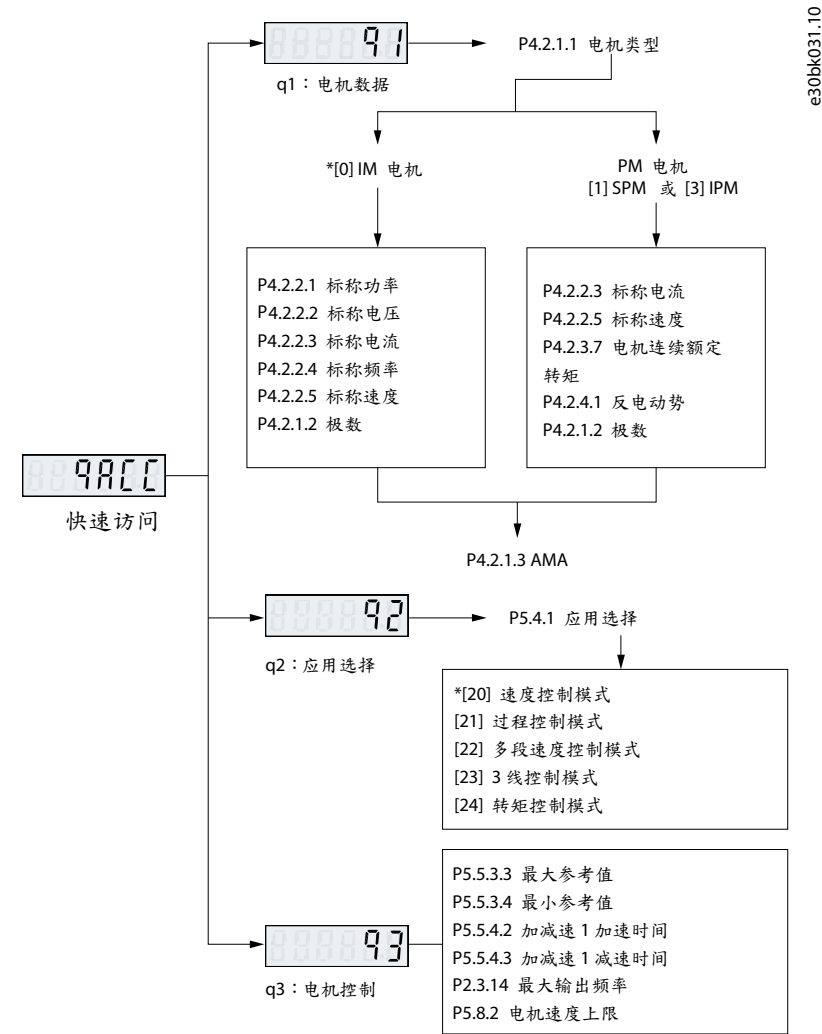 e30bk031.10
q1
P4.2.1.1 电机类型
q1：电机数据
*[0] IM 电机
PM 电机
[1] SPM 或 [3] IPM
P4.2.2.1 标称功率
P4.2.2.2 标称电压
P4.2.2.3 标称电流
P4.2.2.4 标称频率
P4.2.2.5 标称速度
P4.2.1.2 极数
P4.2.2.3 标称电流
P4.2.2.5 标称速度
P4.2.3.7 电机连续额定
转矩
P4.2.4.1 反电动势
P4.2.1.2 极数
qACC
快速访问
P4.2.1.3 AMA
q2
P5.4.1 应用选择
q2：应用选择
*[20] 速度控制模式
[21] 过程控制模式
[22] 多段速度控制模式
[23] 3 线控制模式
[24] 转矩控制模式
q3
q3：电机控制
P5.5.3.3 最大参考值
P5.5.3.4 最小参考值
P5.5.4.2 加减速 1 加速时间
P5.5.4.3 加减速 1 减速时间
P2.3.14 最大输出频率
P5.8.2 电机速度上限